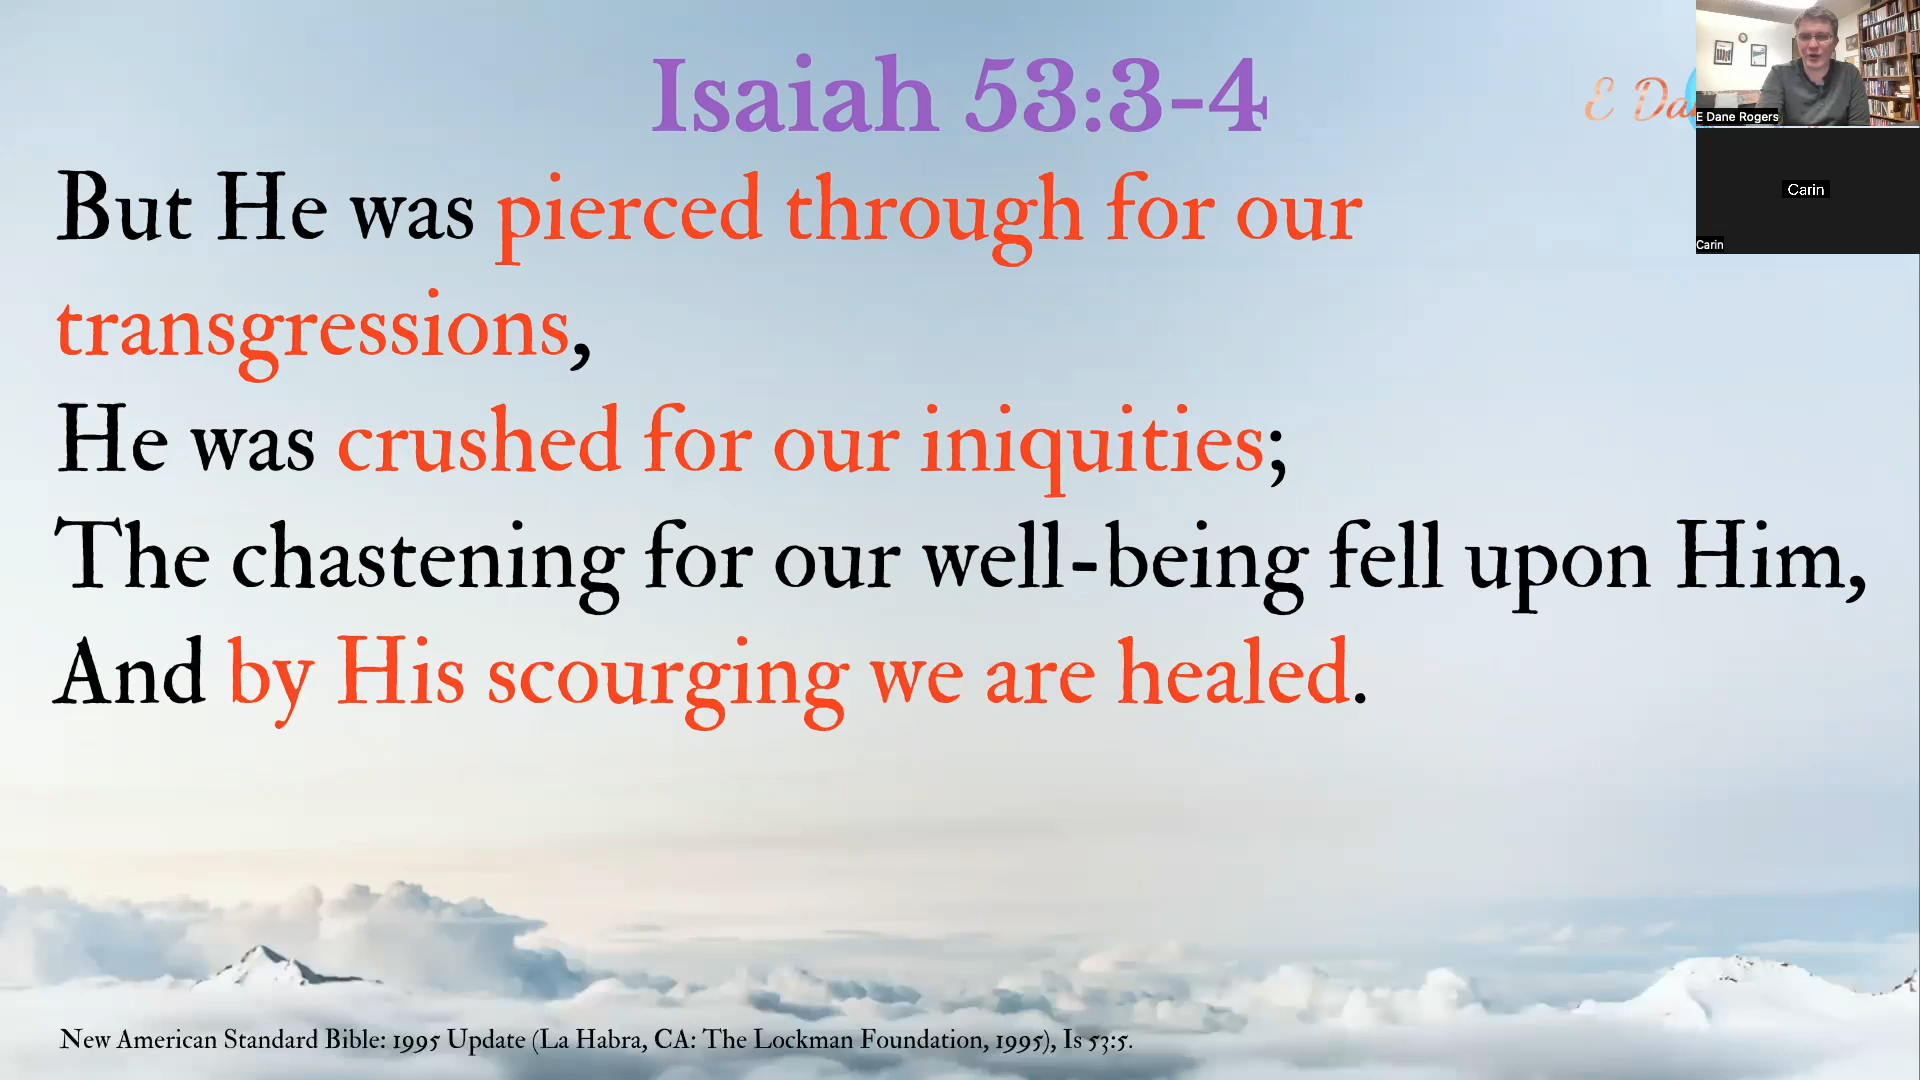 Isaiah 53:3-4
E Da
E Dane Rogers
Carin
Carin
But He was pierced through for our
transgressions,
He was crushed for our iniquities;
The chastening for our well-being fell upon Him,
And by His scourging we are healed.
New American Standard Bible: 1995 Update (La Habra, CA: The Lockman Foundation, 1995), Is 53:5.